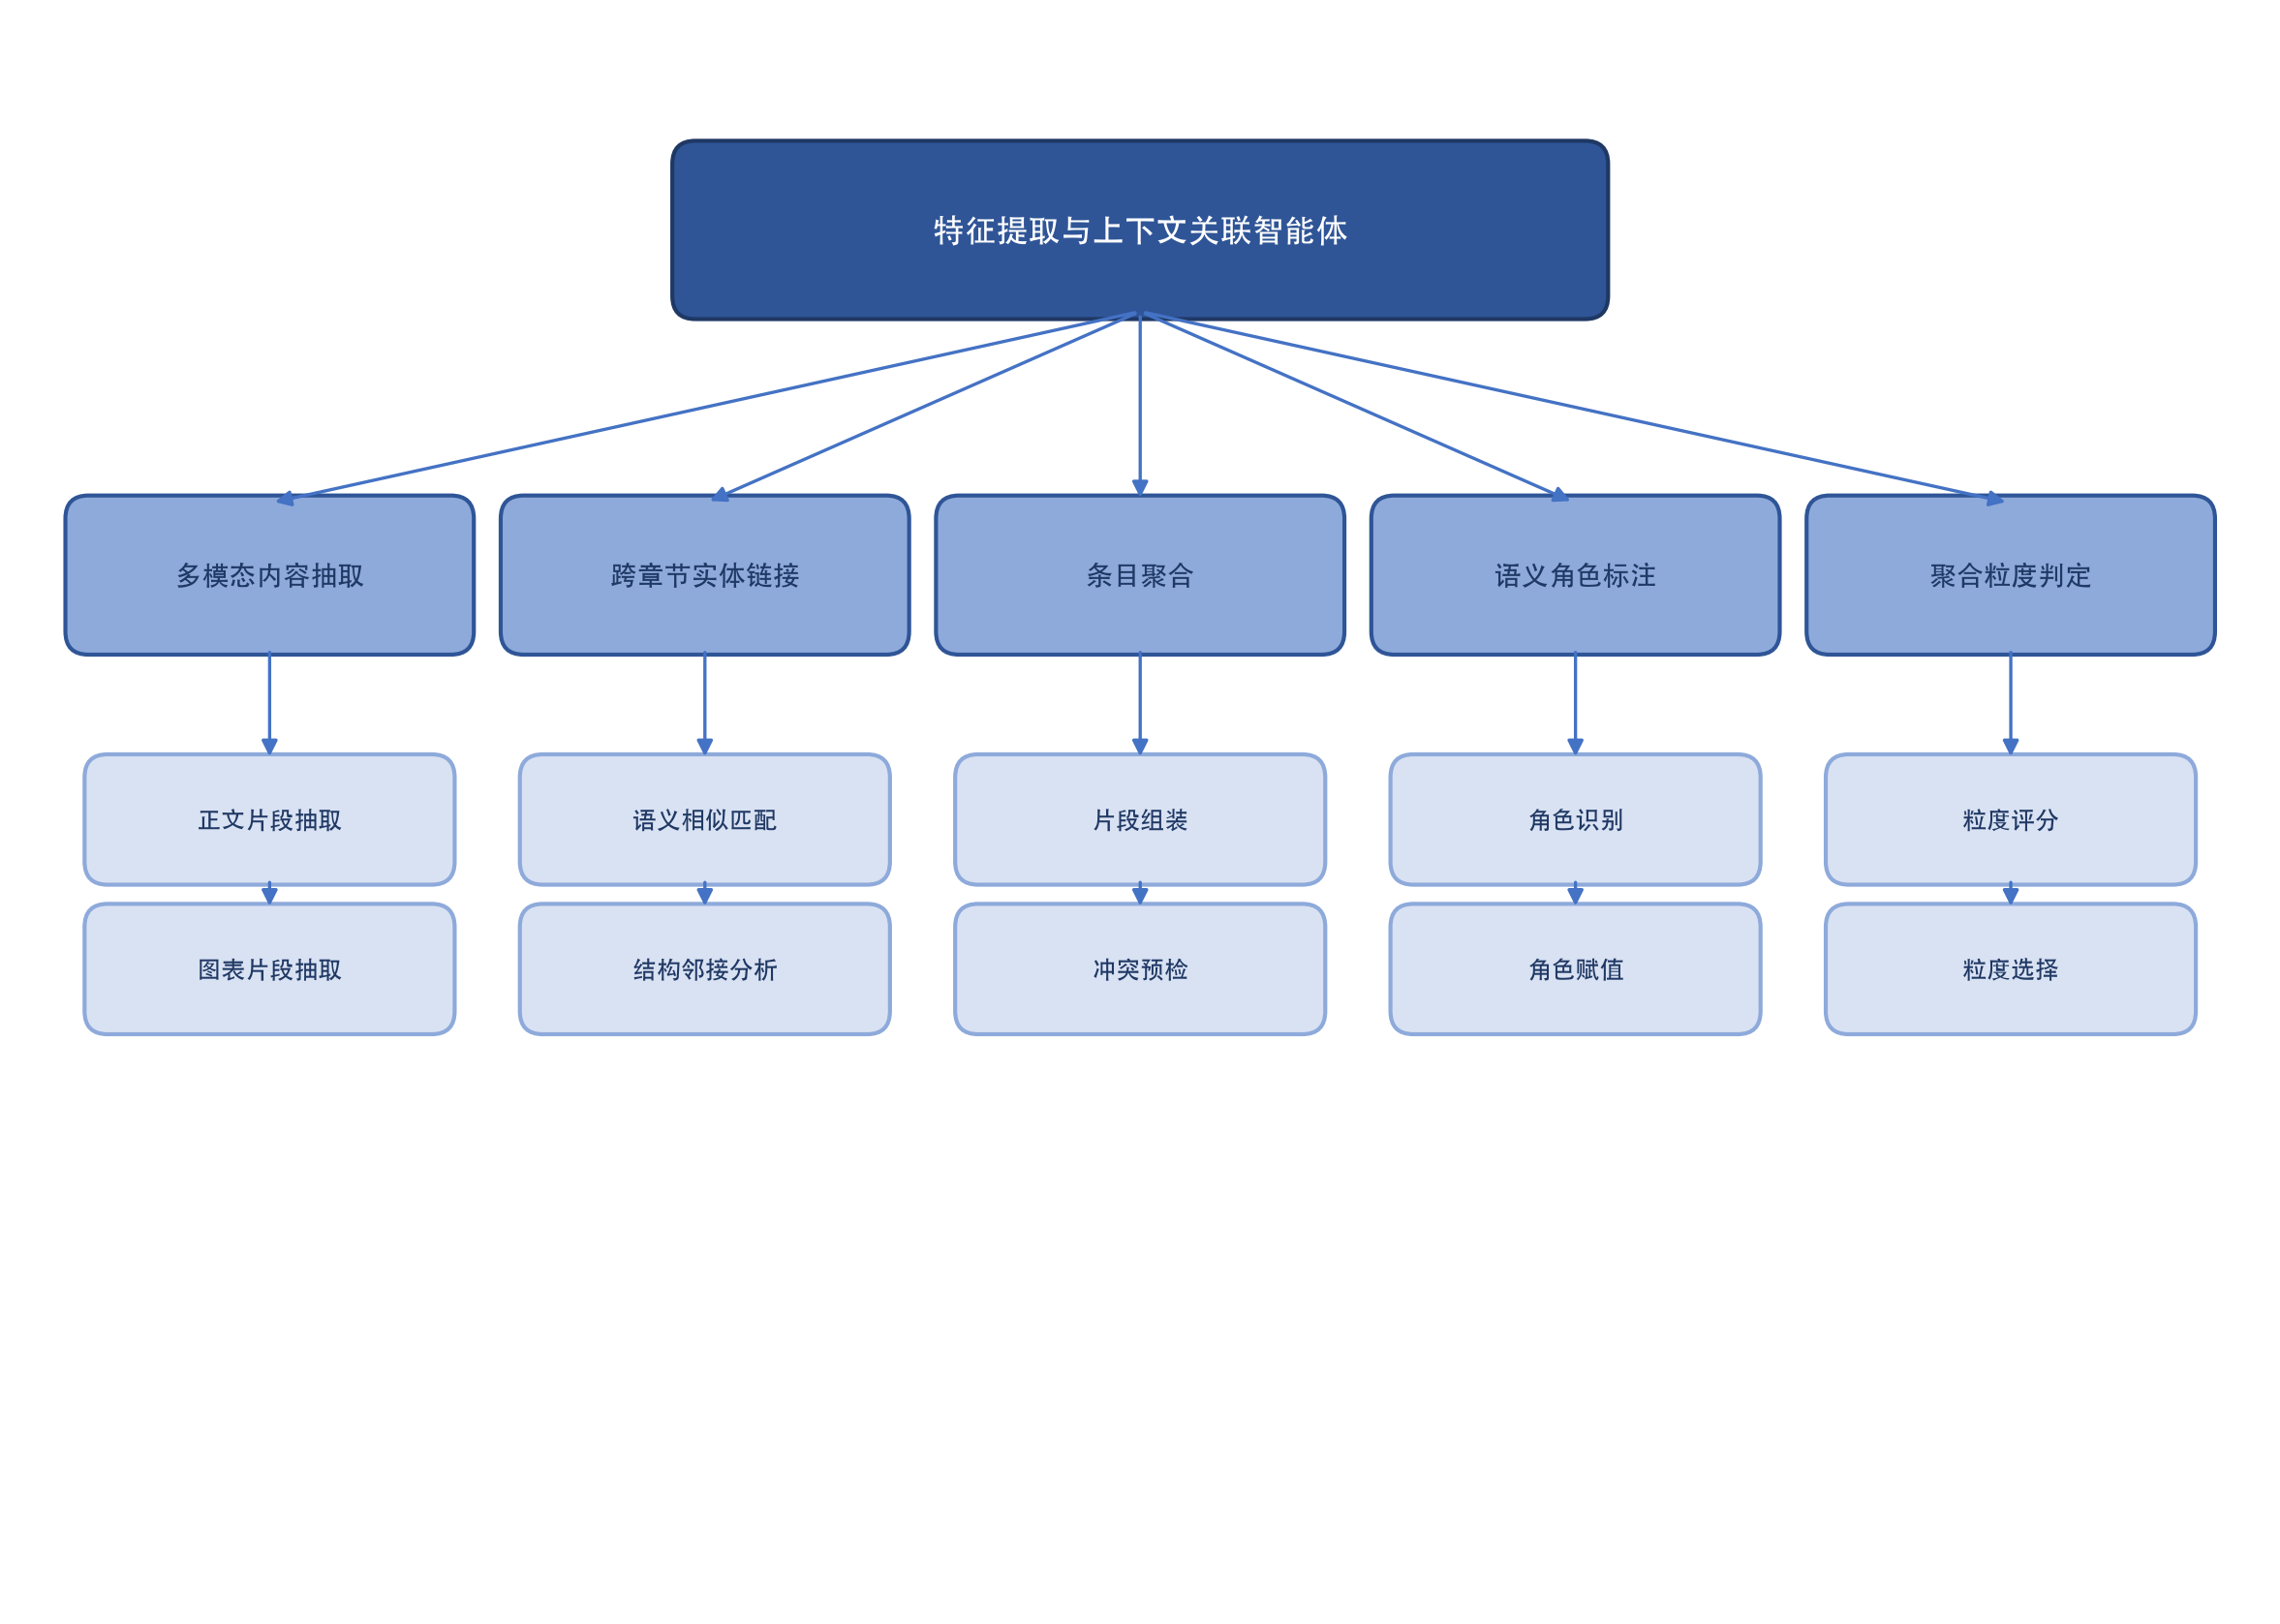 特征提取与上下文关联智能体
多模态内容抽取
跨章节实体链接
条目聚合
语义角色标注
聚合粒度判定
正文片段抽取
语义相似匹配
片段组装
角色识别
粒度评分
图表片段抽取
结构邻接分析
冲突预检
角色赋值
粒度选择